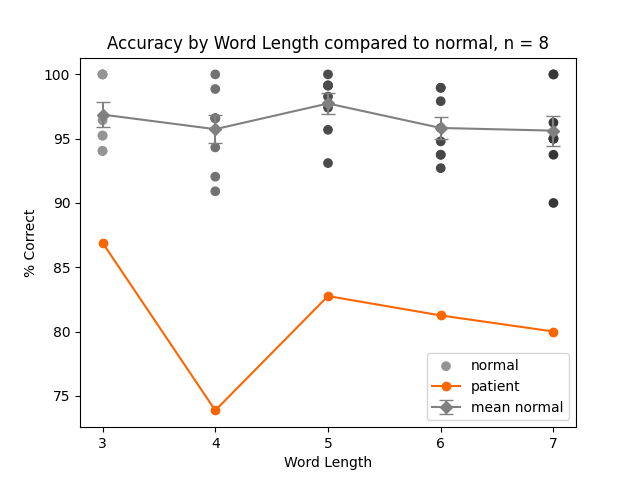 Accuracy by Word Length compared to normal, n = 8
100
95
90
85
80
75
% Correct
normal
patient
mean normal
3 4 5 6 7
Word Length